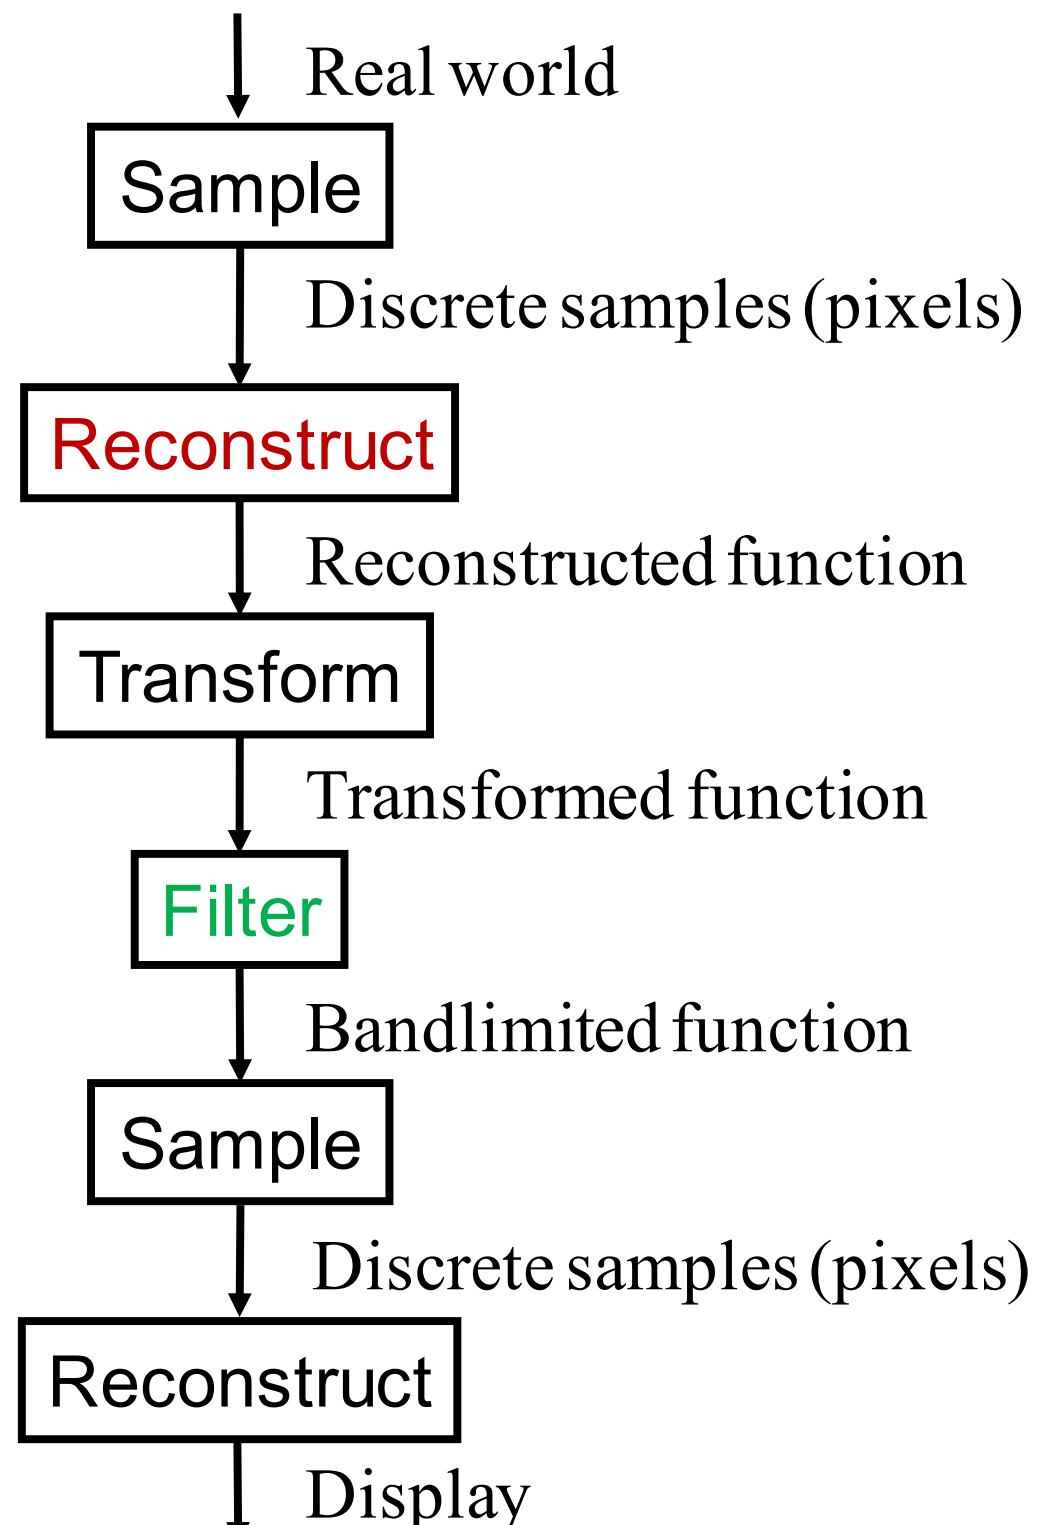 Real world
Sample
Discrete samples (pixels)
Reconstruct
Reconstructed function
Transform
Transformed function
Filter
Bandlimited function
Sample
Discrete samples (pixels)
Reconstruct
Display